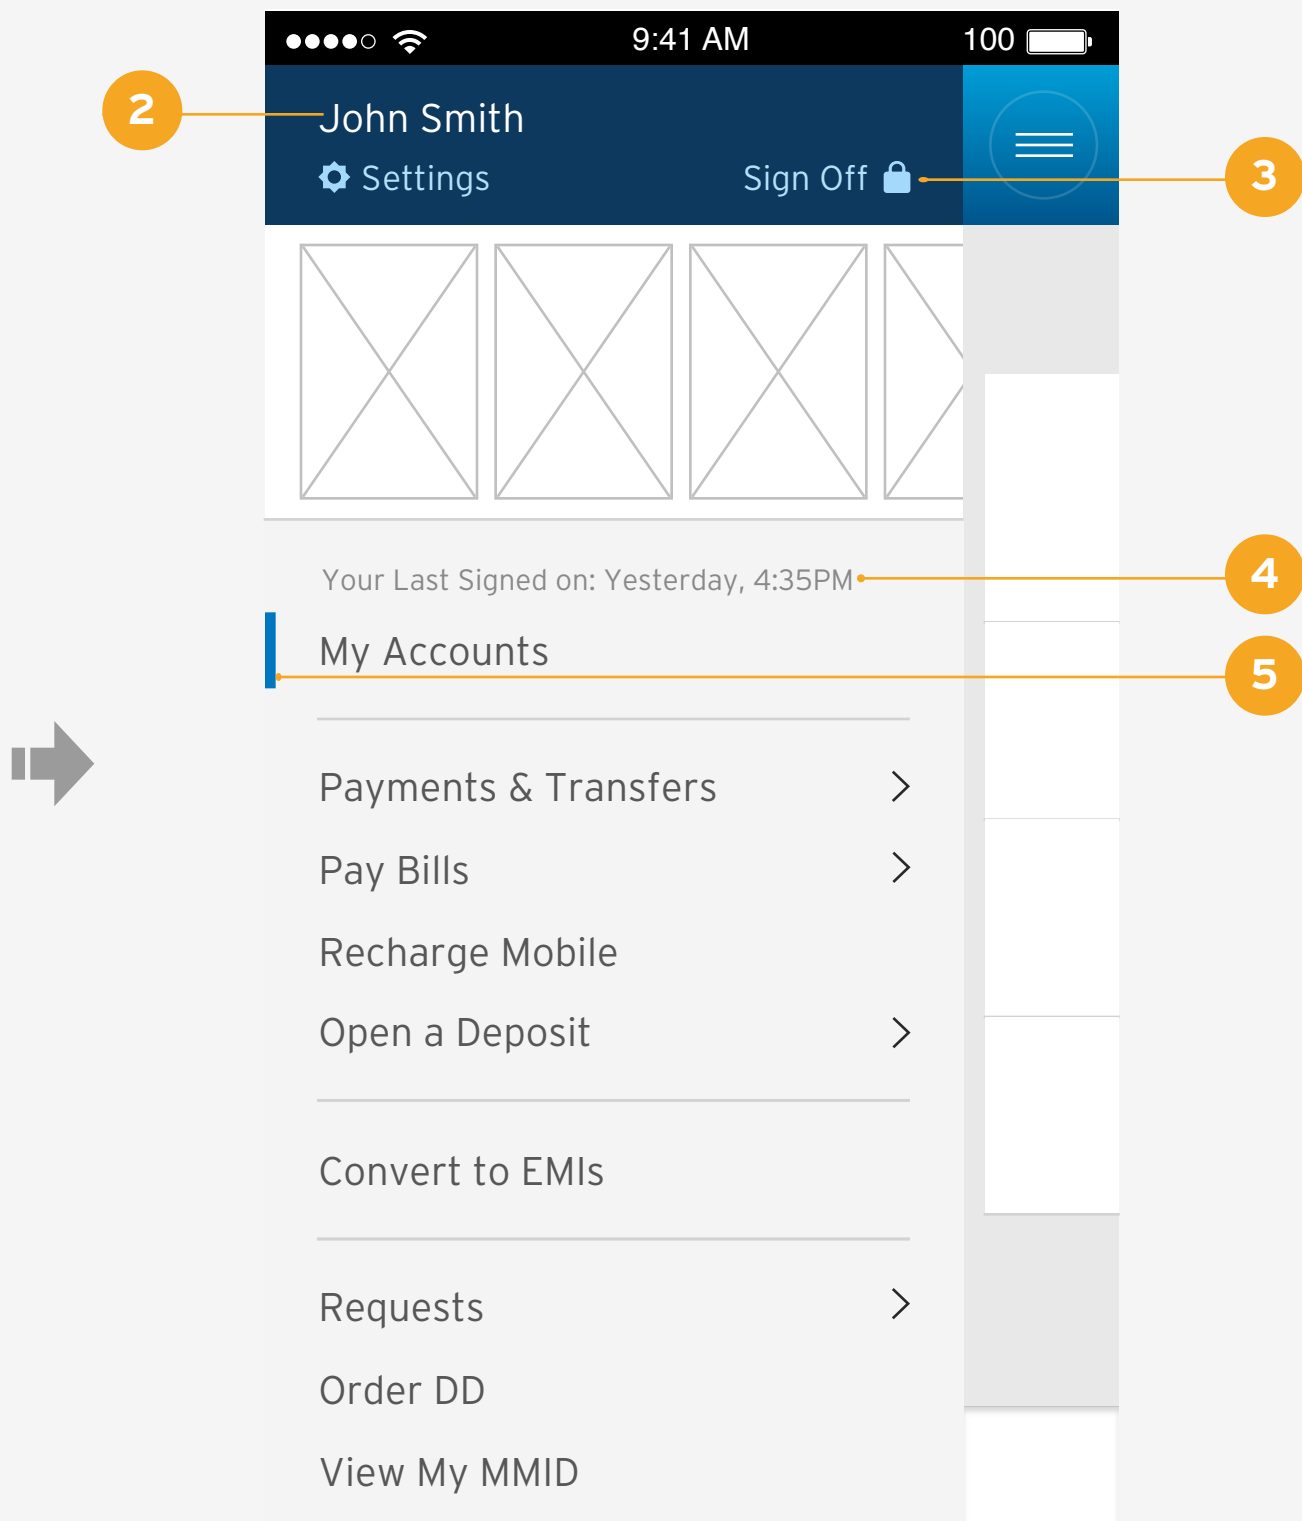 9:41 AM 100
2
John Smith
Settings Sign Off
3
Your Last Signed on: Yesterday, 4:35PM
4
My Accounts
5
Payments & Transfers
Pay Bills
Recharge Mobile
Open a Deposit
Convert to EMIs
Requests
Order DD
View My MMID